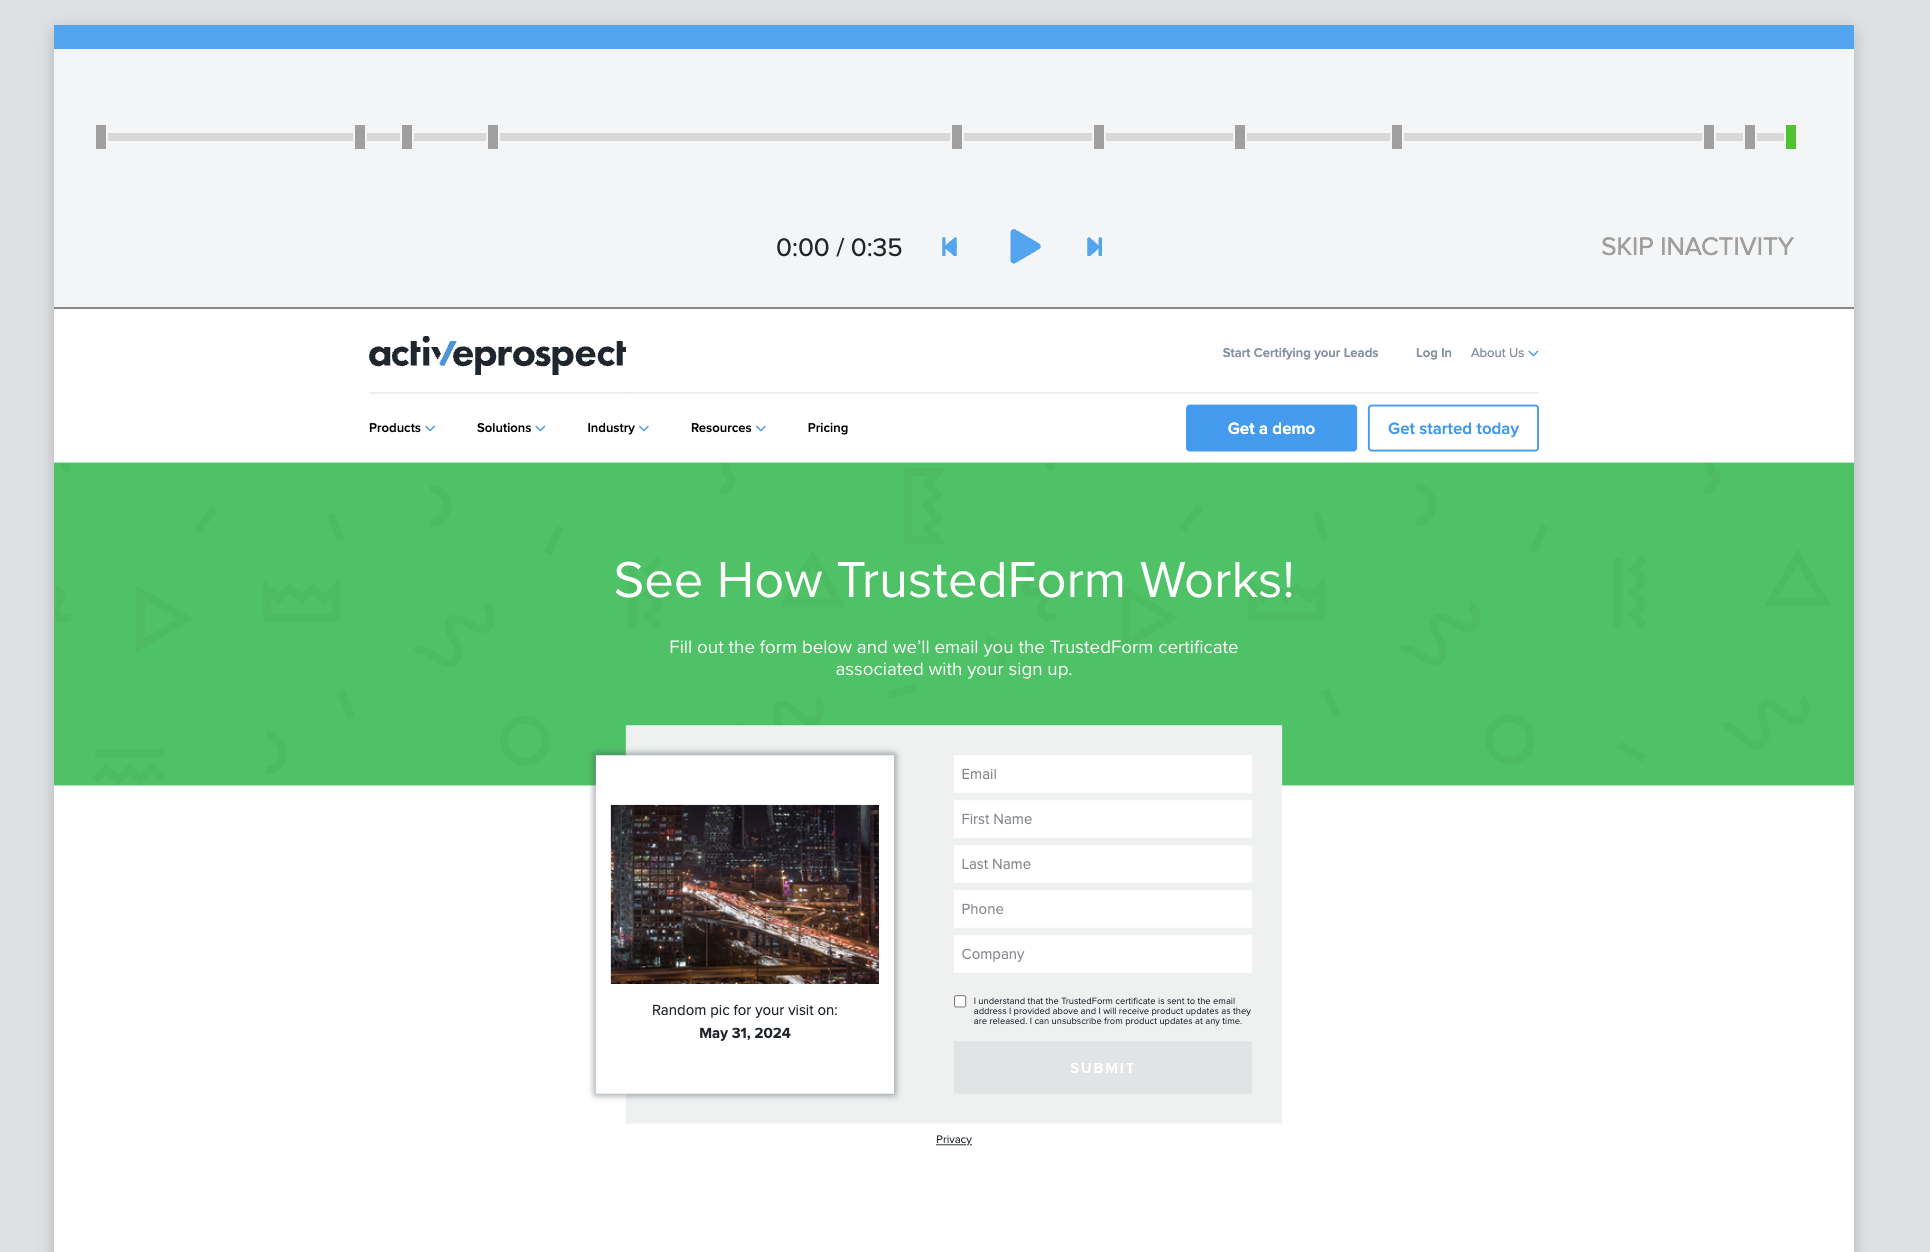 0:00 / 0:35
SKIP INACTIVITY
activeprospect
Start Certifying your Leads
Log In
About Us
Products
Solutions
Industry
Resources
Pricing
Get a demo
Get started today
See How TrustedForm Works!
Fill out the form below and we'll email you the TrustedForm certificate
associated with your sign up.
Random pic for your visit on:
May 31, 2024
Email
First Name
Last Name
Phone
Company
I understand that the TrustedForm certificate is sent to the email
address I provided above and I will receive product updates as they
are released. I can unsubscribe from product updates at any time.
SUBMIT
Privacy